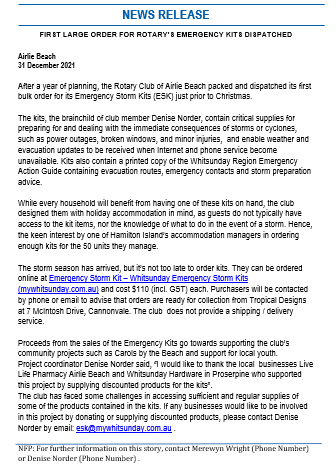 NEWS RELEASE
FIRST LARGE ORDER FOR ROTARY'S EMERGENCY KITS DISPATCHED
Airlie Beach
31 December 2021
After a year of planning, the Rotary Club of Airlie Beach packed and dispatched its first
bulk order for its Emergency Storm Kits (ESK) just prior to Christmas.
The kits, the brainchild of club member Denise Norder, contain critical supplies for
preparing for and dealing with the immediate consequences of storms or cyclones,
such as power outages, broken windows, and minor injuries, and enable weather and
evacuation updates to be received when Internet and phone service become
unavailable. Kits also contain a printed copy of the Whitsunday Region Emergency
Action Guide containing evacuation routes, emergency contacts and storm preparation
advice.
While every household will benefit from having one of these kits on hand, the club
designed them with holiday accommodation in mind, as guests do not typically have
access to the kit items, nor the knowledge of what to do in the event of a storm. Hence,
the keen interest by one of Hamilton Island's accommodation managers in ordering
enough kits for the 50 units they manage.
The storm season has arrived, but it's not too late to order kits. They can be ordered
online at Emergency Storm Kit – Whitsunday Emergency Storm Kits
(mywhitsunday.com.au) and cost $110 (incl. GST) each. Purchasers will be contacted
by phone or email to advise that orders are ready for collection from Tropical Designs
at 7 McIntosh Drive, Cannonvale. The club does not provide a shipping / delivery
service.
Proceeds from the sales of the Emergency Kits go towards supporting the club's
community projects such as Carols by the Beach and support for local youth.
Project coordinator Denise Norder said, "I would like to thank the local businesses Live
Life Pharmacy Airlie Beach and Whitsunday Hardware in Proserpine who supported
this project by supplying discounted products for the kits".
The club has faced some challenges in accessing sufficient and regular supplies of
some of the products contained in the kits. If any businesses would like to be involved
in this project by donating or supplying discounted products, please contact Denise
Norder by email: esk@mywhitsunday.com.au .
NFP: For further information on this story, contact Merewyn Wright (Phone Number)
or Denise Norder (Phone Number) .